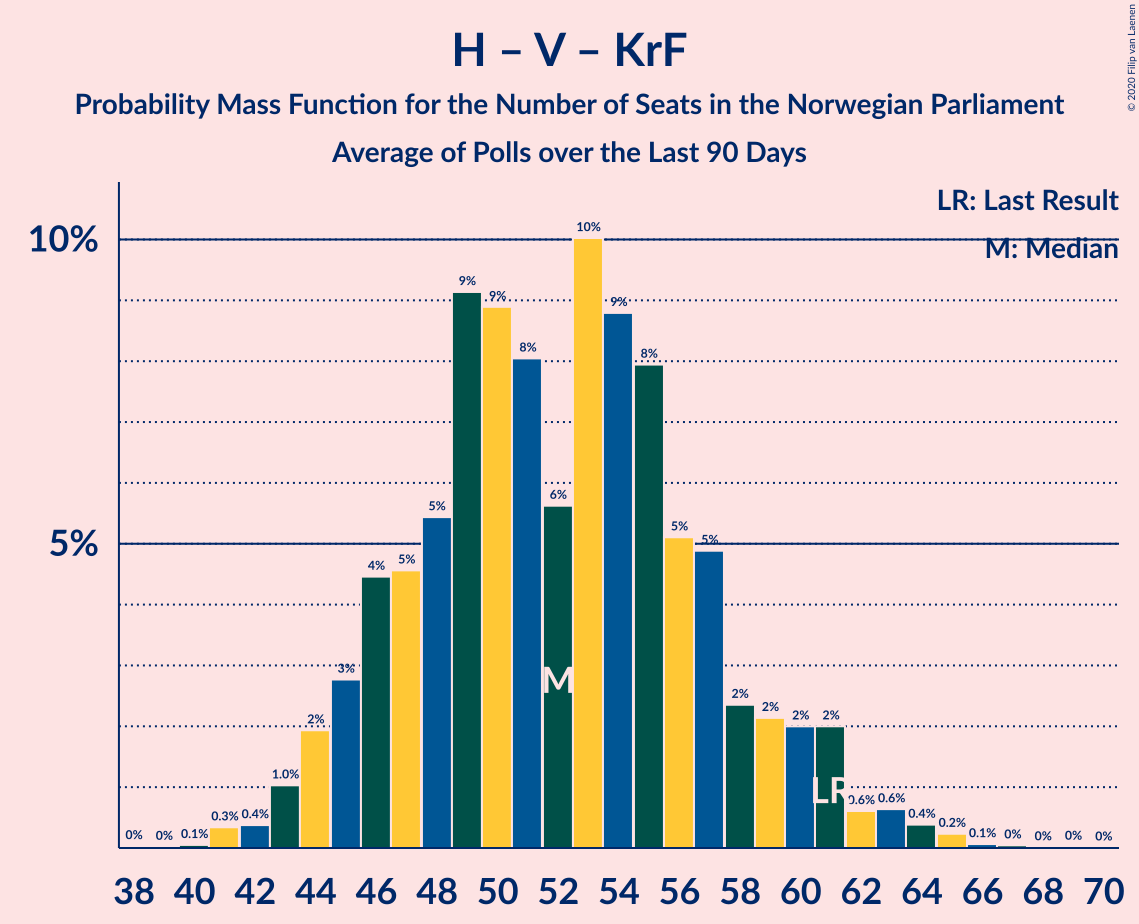 © 2020 Filip van Laenen
H – V – KrF
Probability Mass Function for the Number of Seats in the Norwegian Parliament
Average of Polls over the Last 90 Days
LR: Last Result
M: Median
10%
5%
0% 0% 0.1% 0.3% 0.4% 1.0% 2% 3% 4% 5% 5% 9% 9% 8% 6% 10% 9% 8% 5% 5% 2% 2% 2% 2% 0.6% 0.6% 0.4% 0.2% 0.1% 0% 0% 0% 0%
M
LR
38 40 42 44 46 48 50 52 54 56 58 60 62 64 66 68 70